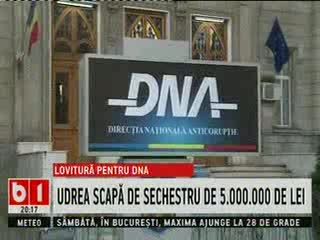 DNA
DIRECȚIA NAȚIONALĂ ANTICORUPȚIE
LOVITURĂ PENTRU DNA
B1
UDREA SCAPĂ DE SECHESTRU DE 5.000.000 DE LEI
20:17
METEO
SÂMBĂTĂ, ÎN BUCUREȘTI, MAXIMA AJUNGE LA 28 DE GRADE